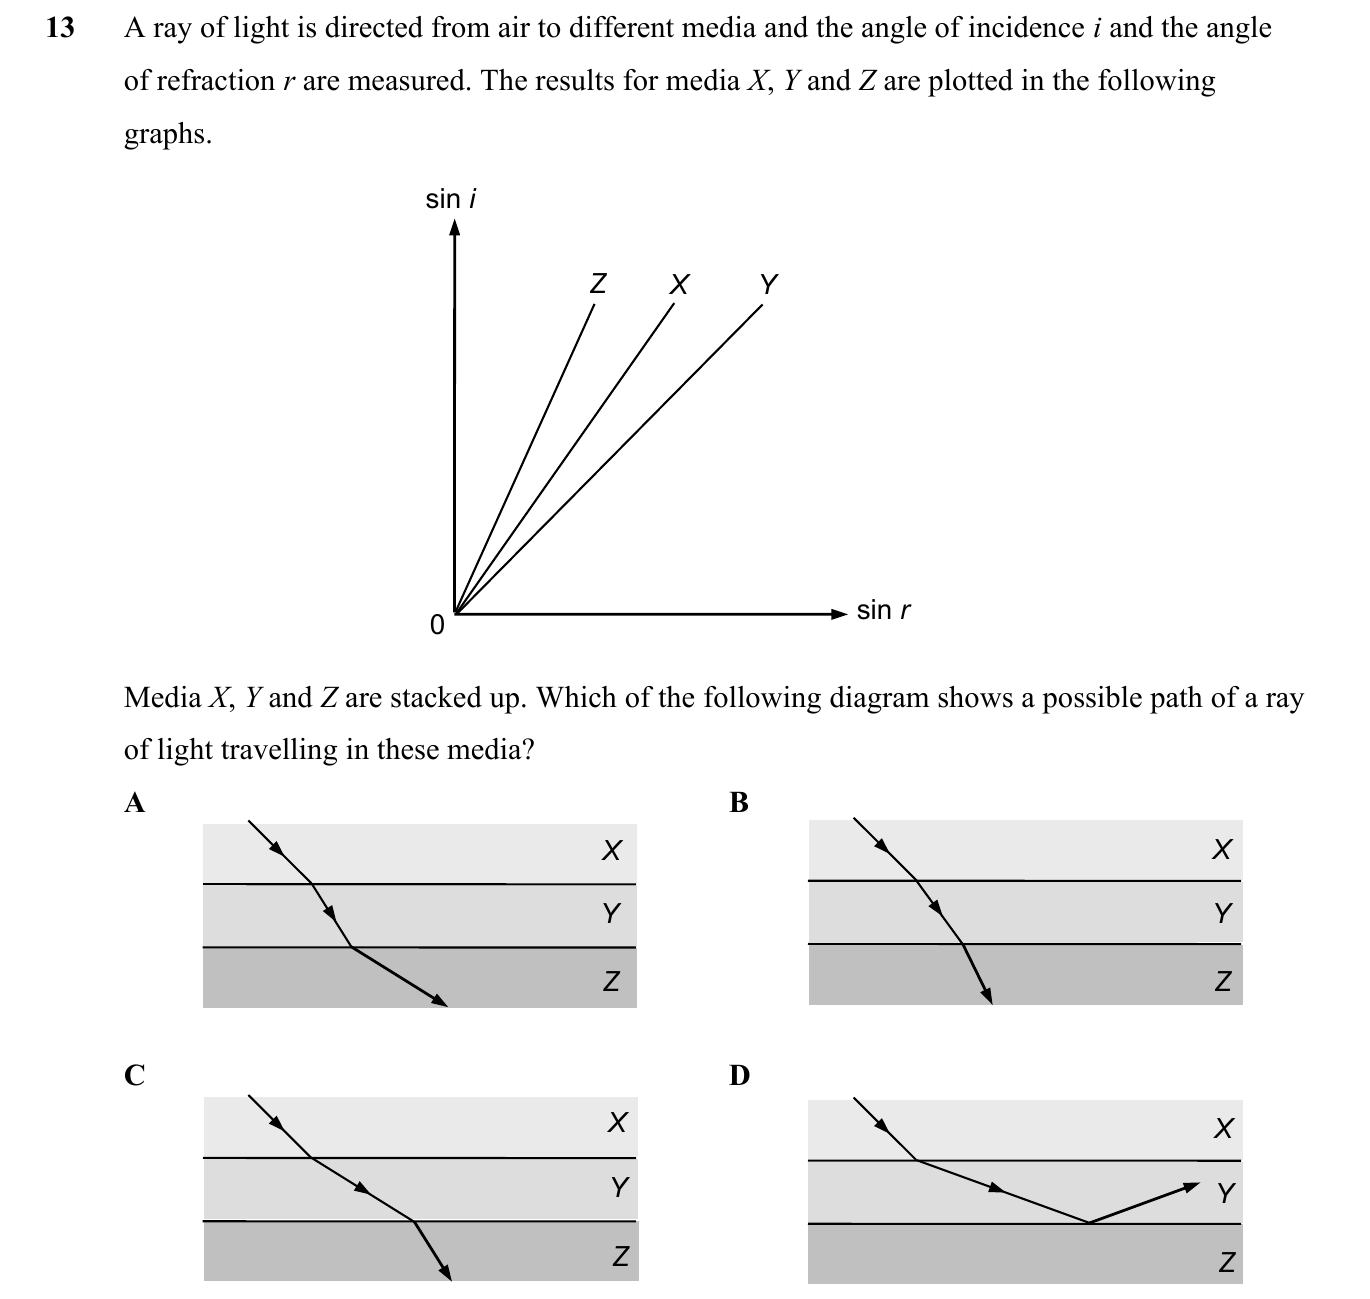 13 A ray of light is directed from air to different media and the angle of incidence i and the angle
of refraction r are measured. The results for media X, Y and Z are plotted in the following
graphs.
sin i
Z X Y
0
sin r
Media X, Y and Z are stacked up. Which of the following diagram shows a possible path of a ray
of light travelling in these media?
A
X
Y
Z
B
X
Y
Z
C
X
Y
Z
D
X
Y
Z